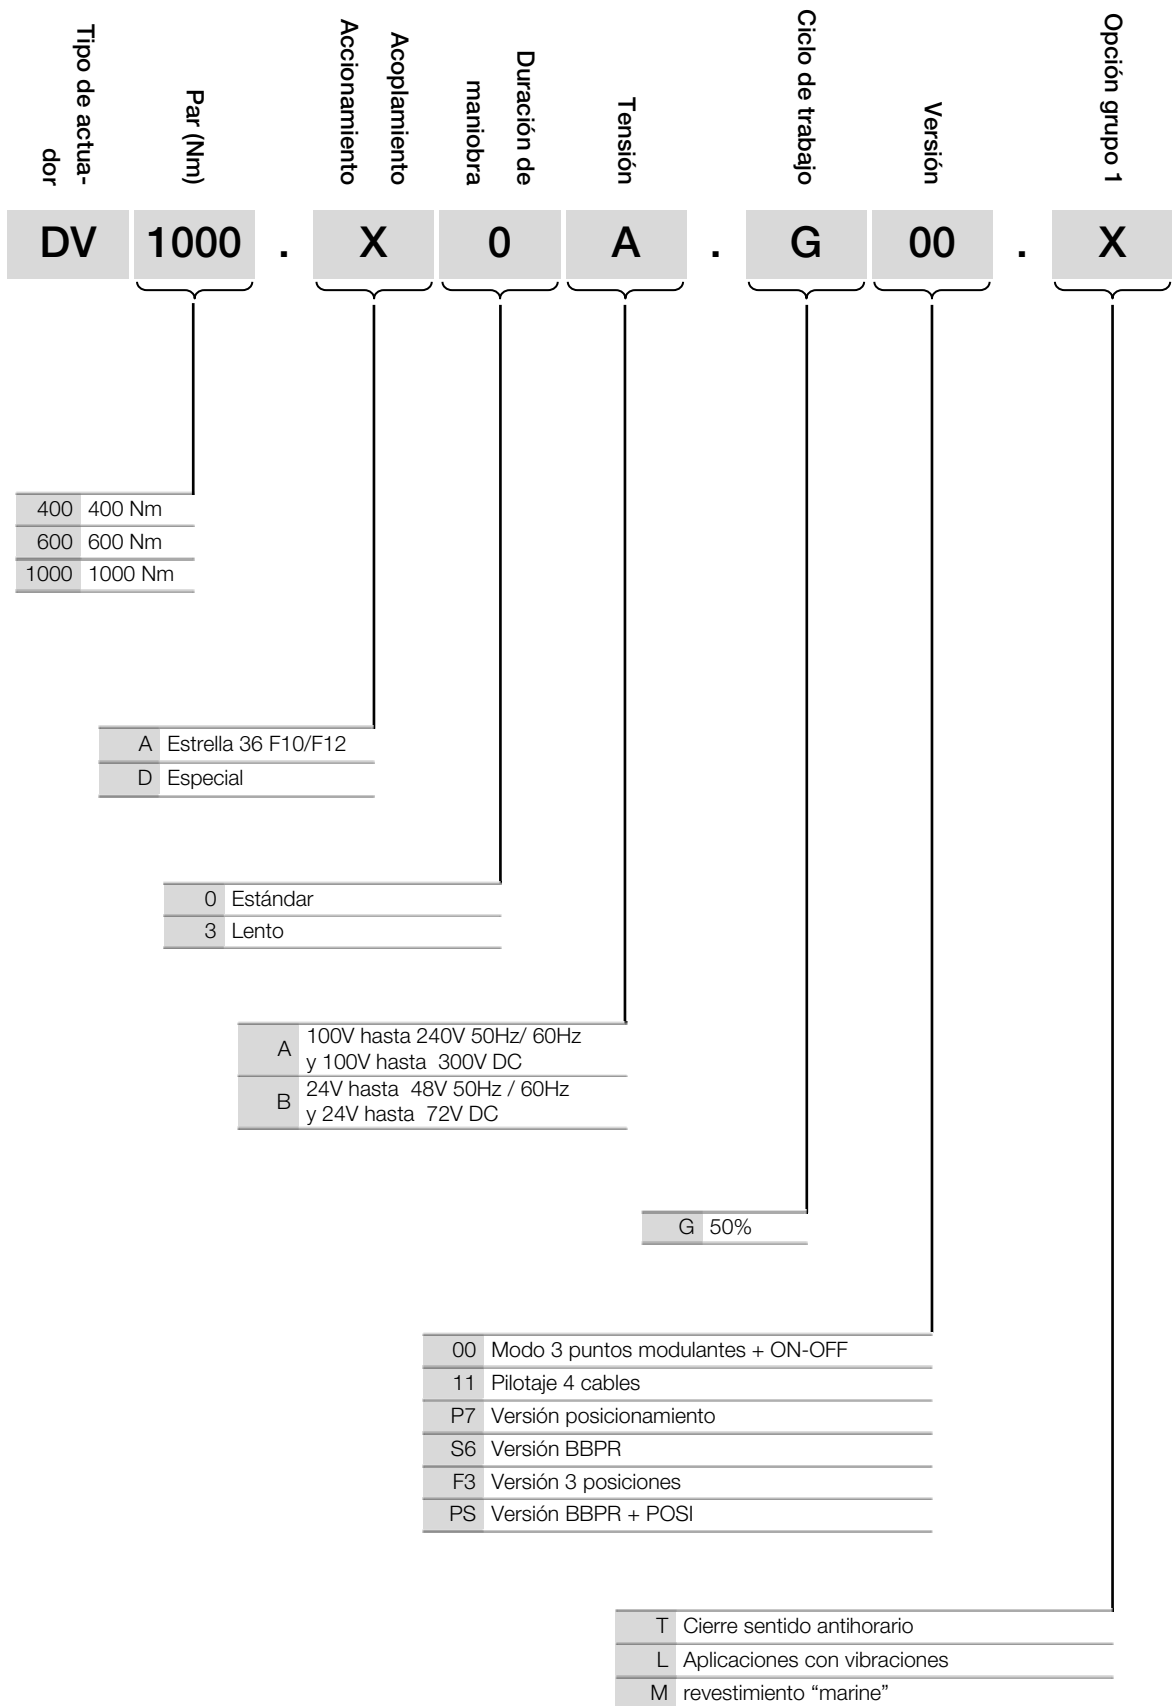 Tipo de actua-
dor
Par (Nm)
Accionamiento
Acoplamiento
Duración de
maniobra
Tensión
Ciclo de trabajo
Versión
Opción grupo 1
DV 1000 . X 0 A . G 00 . X
400 400 Nm
600 600 Nm
1000 1000 Nm
A Estrella 36 F10/F12
D Especial
0 Estándar
3 Lento
A 100V hasta 240V 50Hz/ 60Hz
y 100V hasta 300V DC
B 24V hasta 48V 50Hz / 60Hz
y 24V hasta 72V DC
G 50%
00 Modo 3 puntos modulantes + ON-OFF
11 Pilotaje 4 cables
P7 Versión posicionamiento
S6 Versión BBPR
F3 Versión 3 posiciones
PS Versión BBPR + POSI
T Cierre sentido antihorario
L Aplicaciones con vibraciones
M revestimiento “marine”